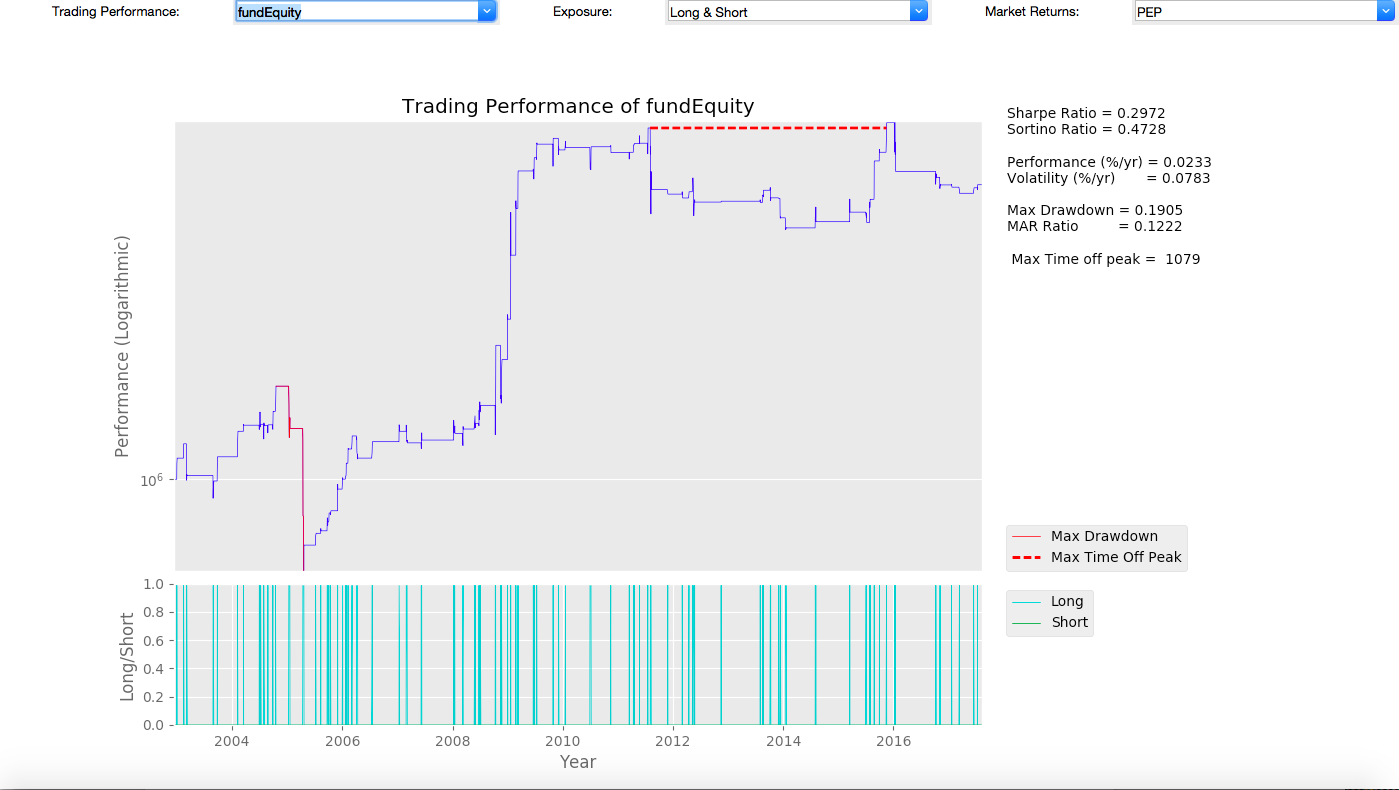 Trading Performance: fundEquity Exposure: Long & Short Market Returns: PEP
Trading Performance of fundEquity
Sharpe Ratio = 0.2972
Sortino Ratio = 0.4728
Performance (%/yr) = 0.0233
Volatility (%/yr) = 0.0783
Max Drawdown = 0.1905
MAR Ratio = 0.1222
Max Time off peak = 1079
Performance (Logarithmic)
10⁶
Max Drawdown
Max Time Off Peak
Long/Short
1.0
0.8
0.6
0.4
0.2
0.0
Long
Short
2004 2006 2008 2010 2012 2014 2016
Year